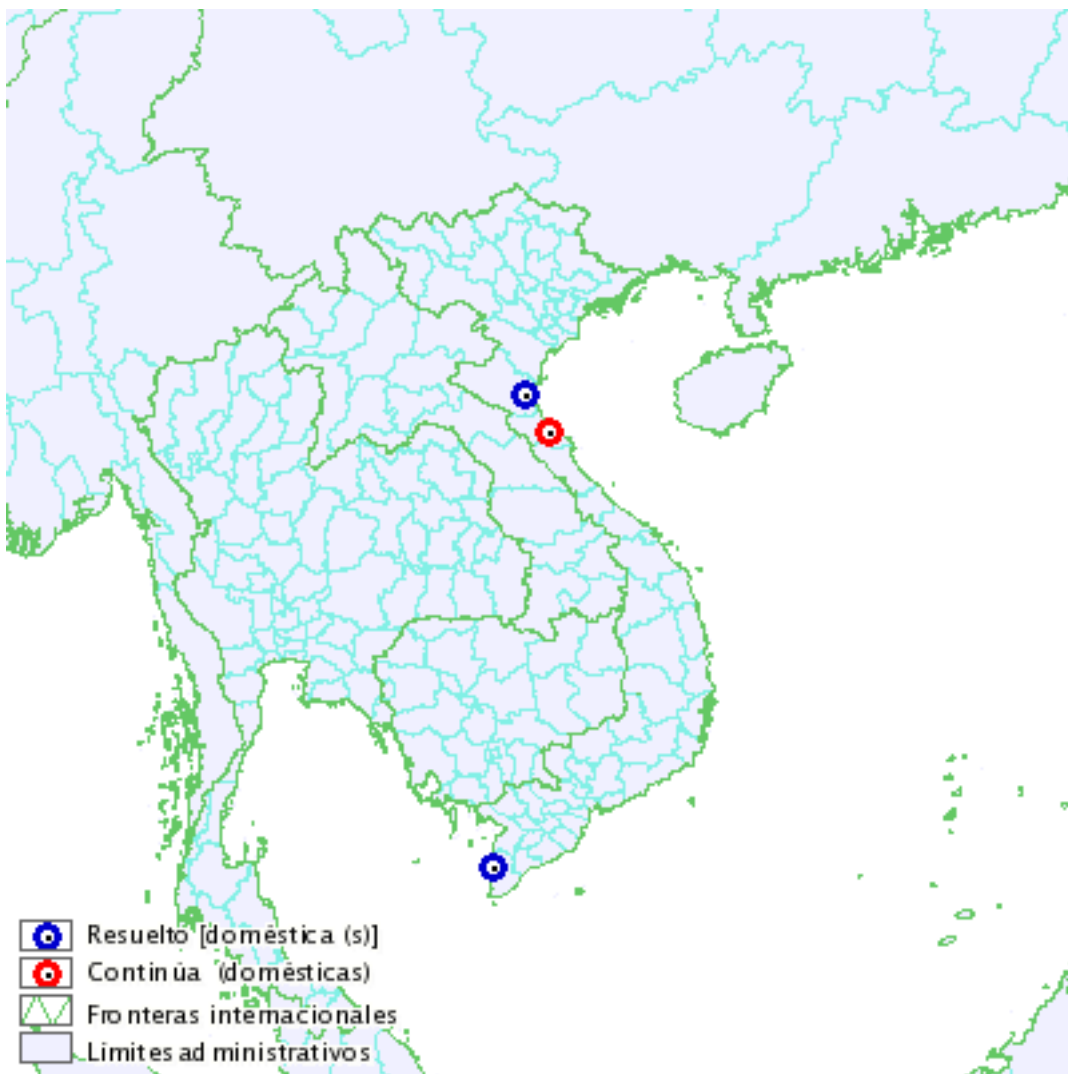 Resuelto [doméstica (s)]
Continúa (domésticas)
Fronteras internacionales
Límites administrativos